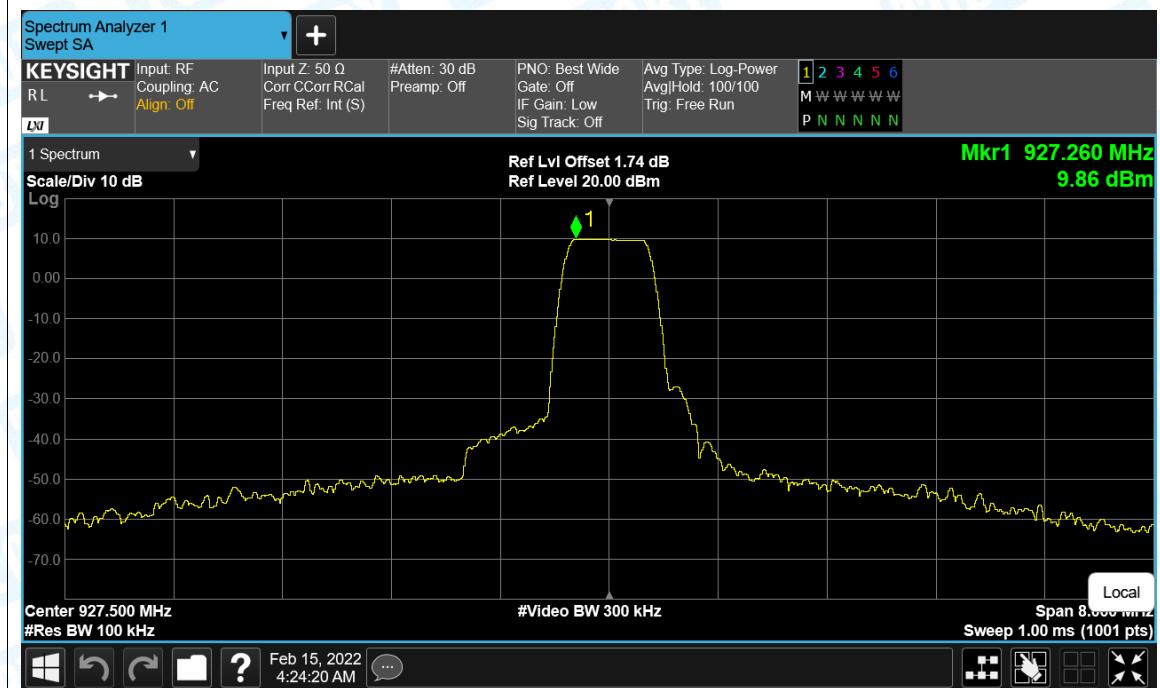 Spectrum Analyzer 1
Swept SA
KEYSIGHT
R L
LXI
Input: RF
Coupling: AC
Align: Off
Input Z: 50 Ω
Corr CCorr RCal
Freq Ref: Int (S)
#Atten: 30 dB
Preamp: Off
PNO: Best Wide
Gate: Off
IF Gain: Low
Sig Track: Off
Avg Type: Log-Power
Avg|Hold: 100/100
Trig: Free Run
1 2 3 4 5 6
M W W W W W
P N N N N N
1 Spectrum
Scale/Div 10 dB
Log
Ref Lvl Offset 1.74 dB
Ref Level 20.00 dBm
Mkr1 927.260 MHz
9.86 dBm
1
10.0
0.00
-10.0
-20.0
-30.0
-40.0
-50.0
-60.0
-70.0
Local
Center 927.500 MHz
#Res BW 100 kHz
#Video BW 300 kHz
Span 8.000 MHz
Sweep 1.00 ms (1001 pts)
?
Feb 15, 2022
4:24:20 AM